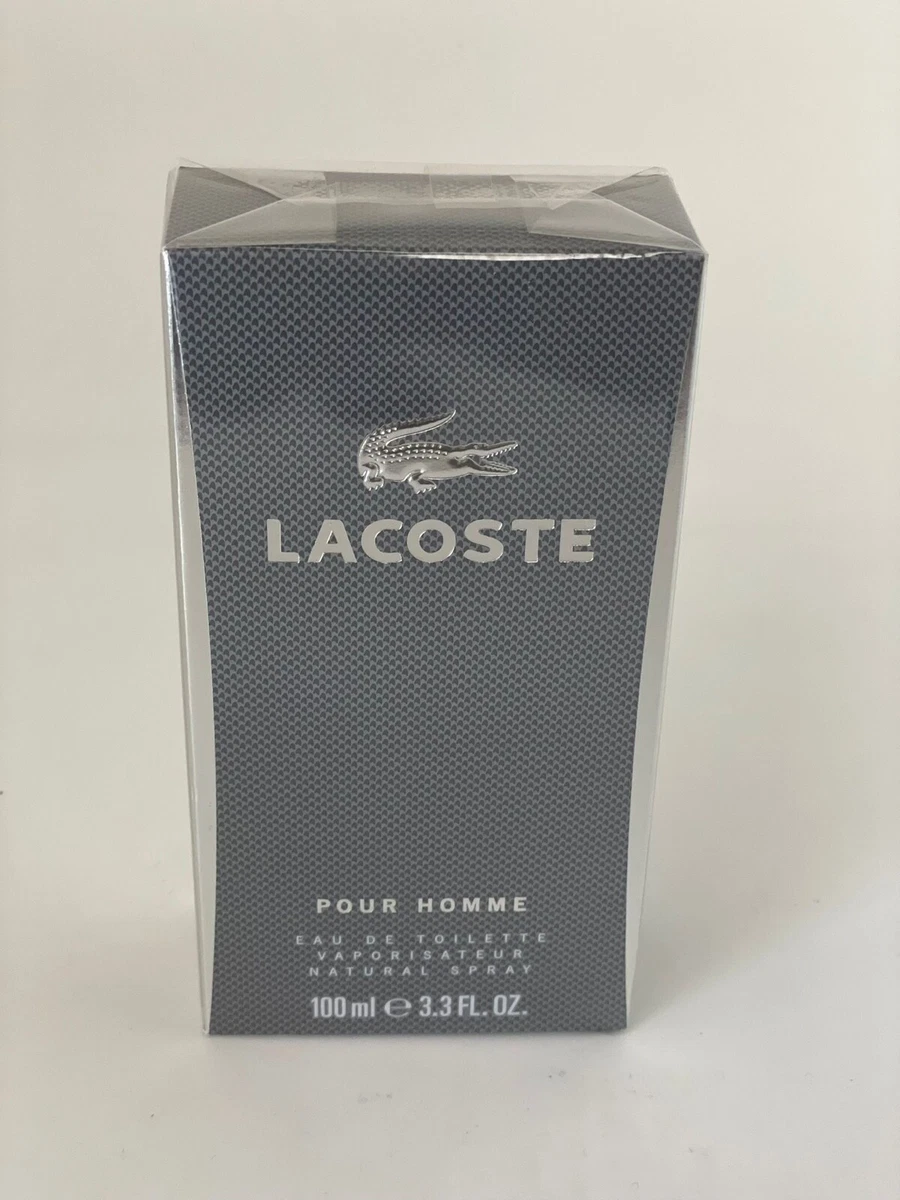 LACOSTE
POUR HOMME
EAU DE TOILETTE
VAPORISATEUR
NATURAL SPRAY
100 ml ℮ 3.3 FL. OZ.